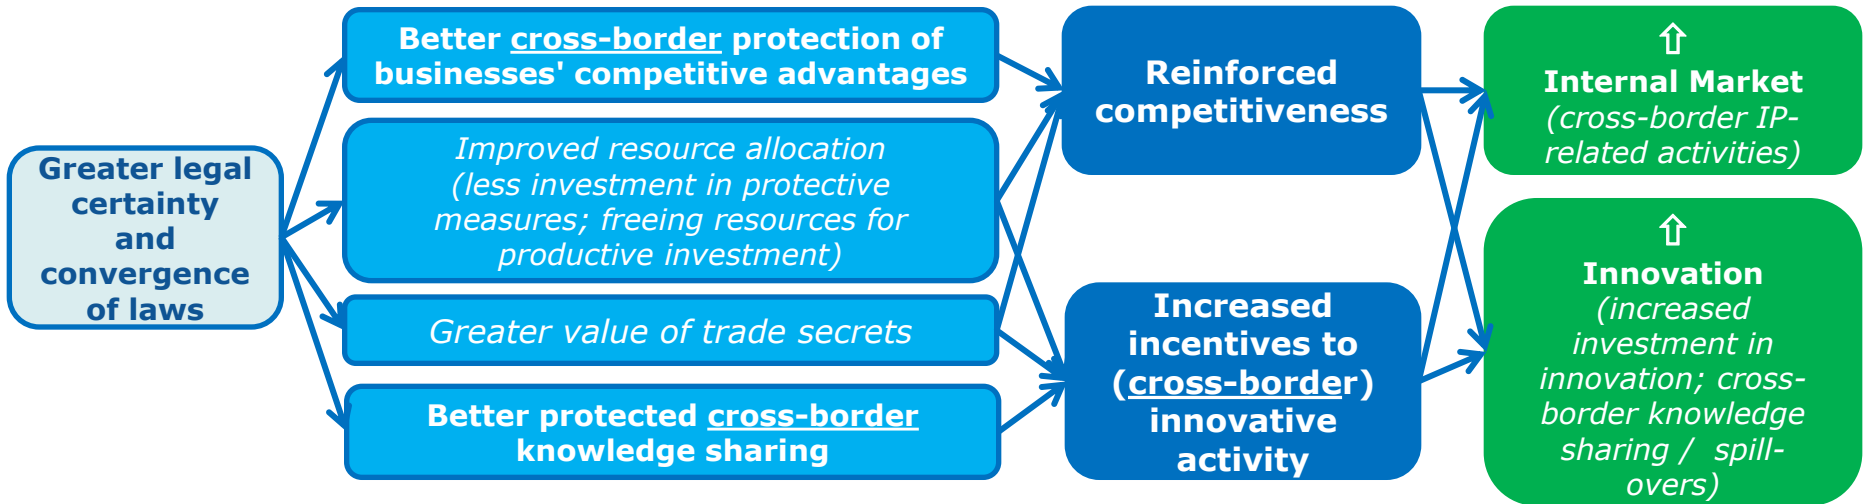 Greater legal
certainty
and
convergence
of laws
Better cross-border protection of
businesses' competitive advantages
Improved resource allocation
(less investment in protective
measures; freeing resources for
productive investment)
Greater value of trade secrets
Better protected cross-border
knowledge sharing
Reinforced
competitiveness
Increased
incentives to
(cross-border)
innovative
activity
⇧
Internal Market
(cross-border IP-
related activities)
⇧
Innovation
(increased
investment in
innovation; cross-
border knowledge
sharing / spill-
overs)